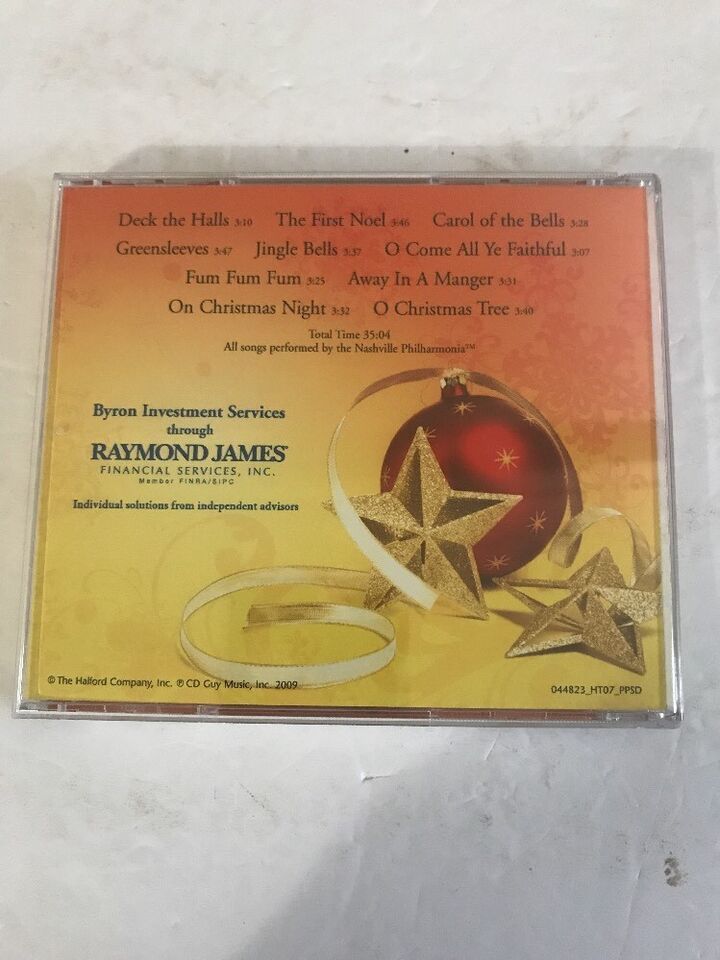 Deck the Halls 3:10 The First Noel 3:46 Carol of the Bells 3:28
Greensleeves 3:47 Jingle Bells 3:37 O Come All Ye Faithful 3:07
Fum Fum Fum 3:25 Away In A Manger 3:31
On Christmas Night 3:32 O Christmas Tree 3:40
Total Time 35:04
All songs performed by the Nashville Philharmonia™
Byron Investment Services
through
RAYMOND JAMES®
FINANCIAL SERVICES, INC.
Member FINRA/SIPC
Individual solutions from independent advisors
© The Halford Company, Inc. ℗ CD Guy Music, Inc. 2009
044823_HT07_PPSD